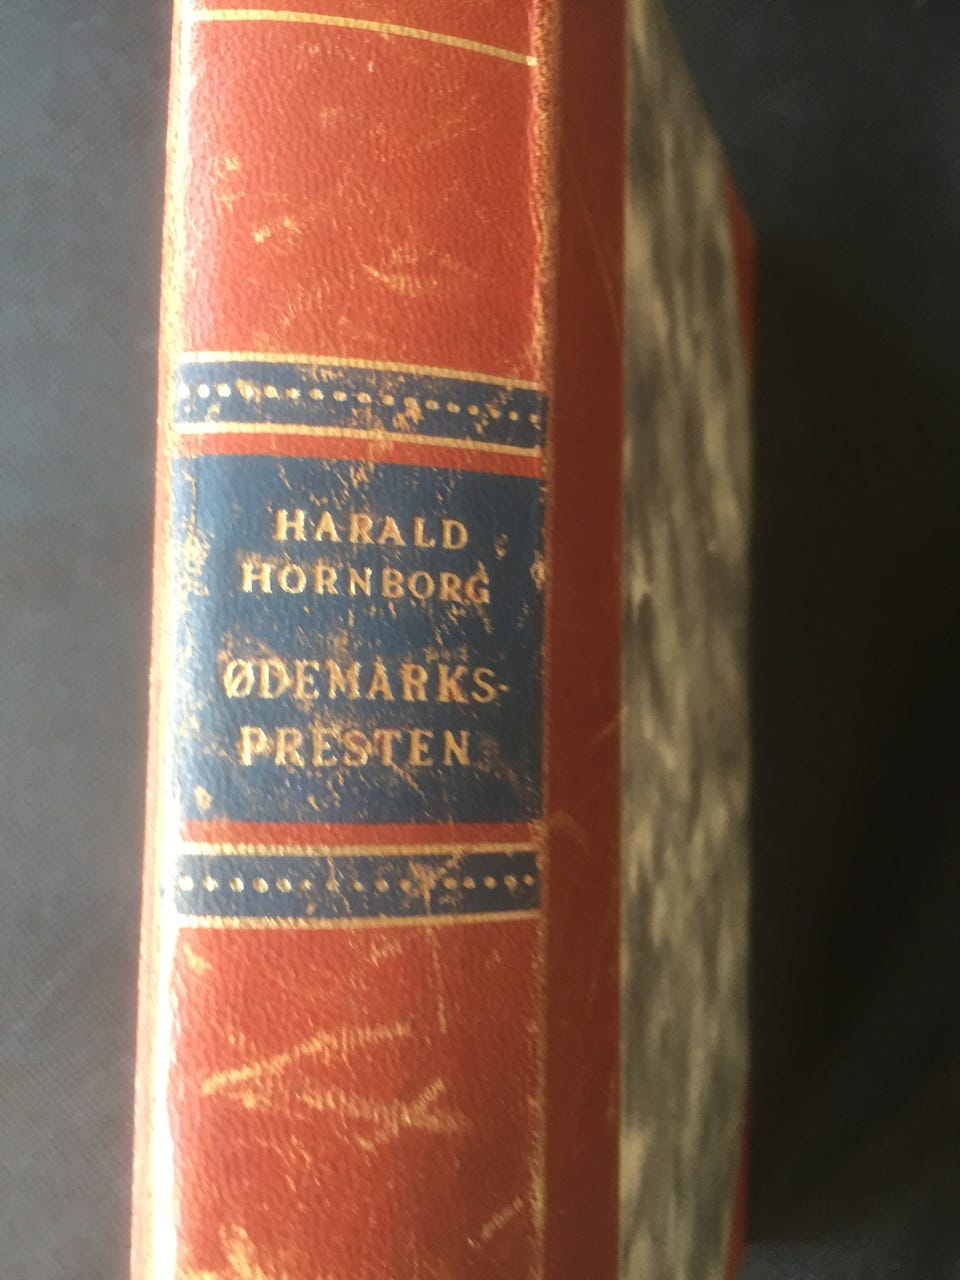 HARALD
HORNBORG
ØDEMARKS-
PRESTEN